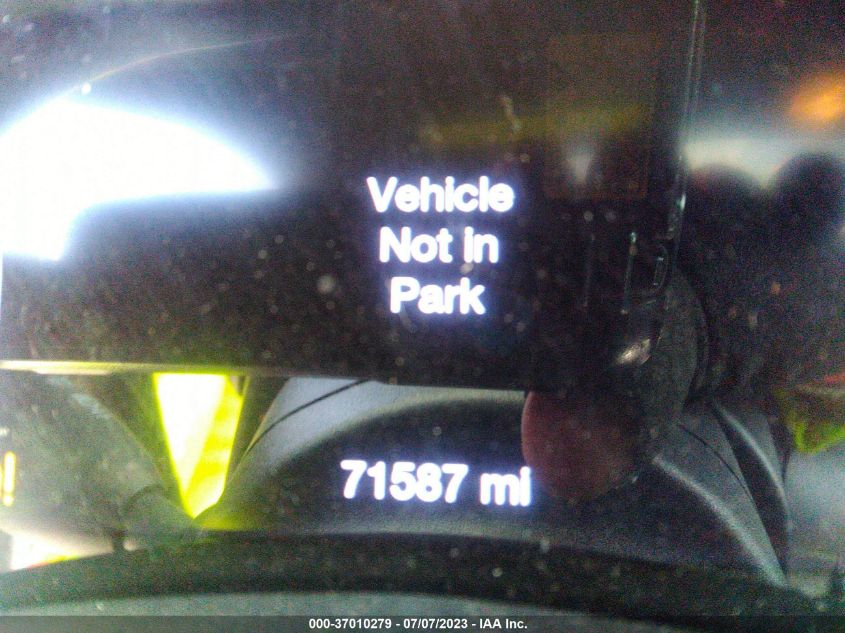 Vehicle
Not in
Park
71587 mi
000-37010279 - 07/07/2023 - IAA Inc.